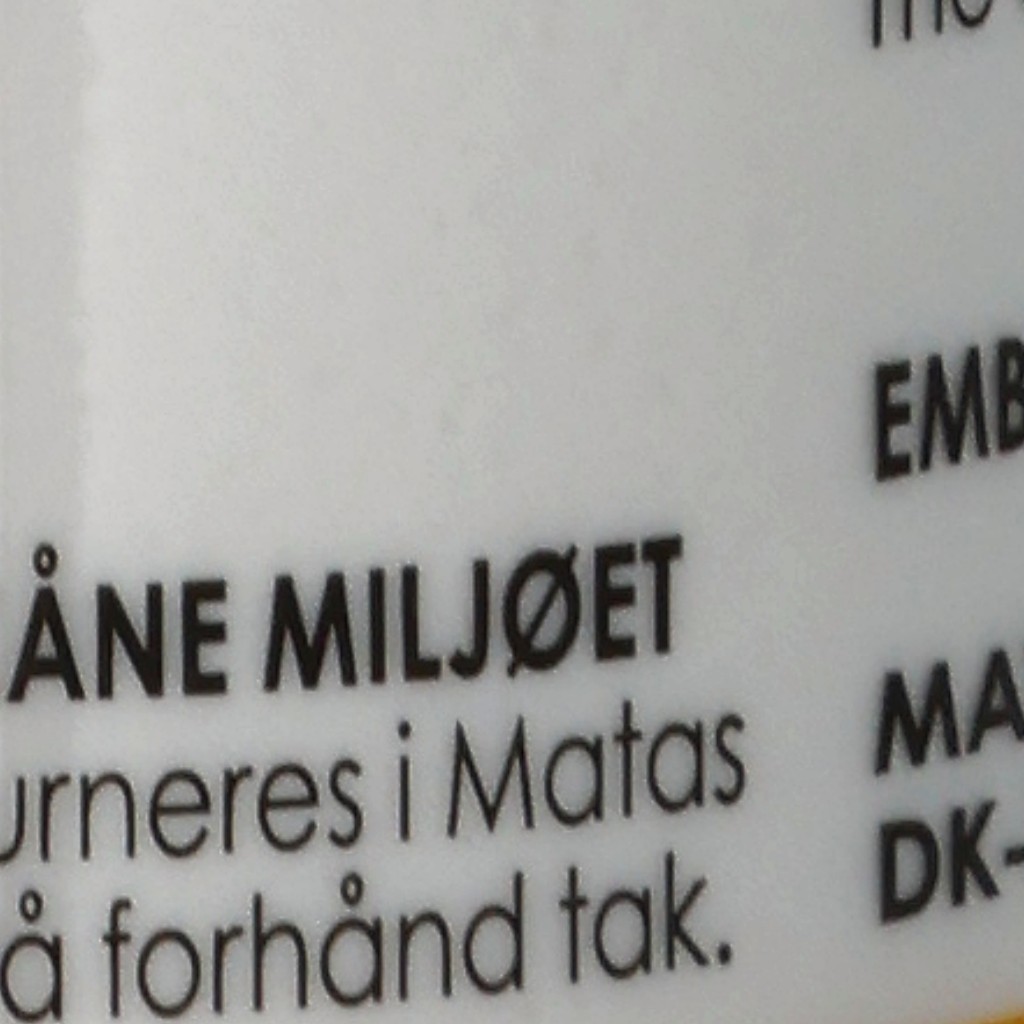 ÅNE MILJØET
urneres i Matas
å forhånd tak.
EMB
MA
DK-